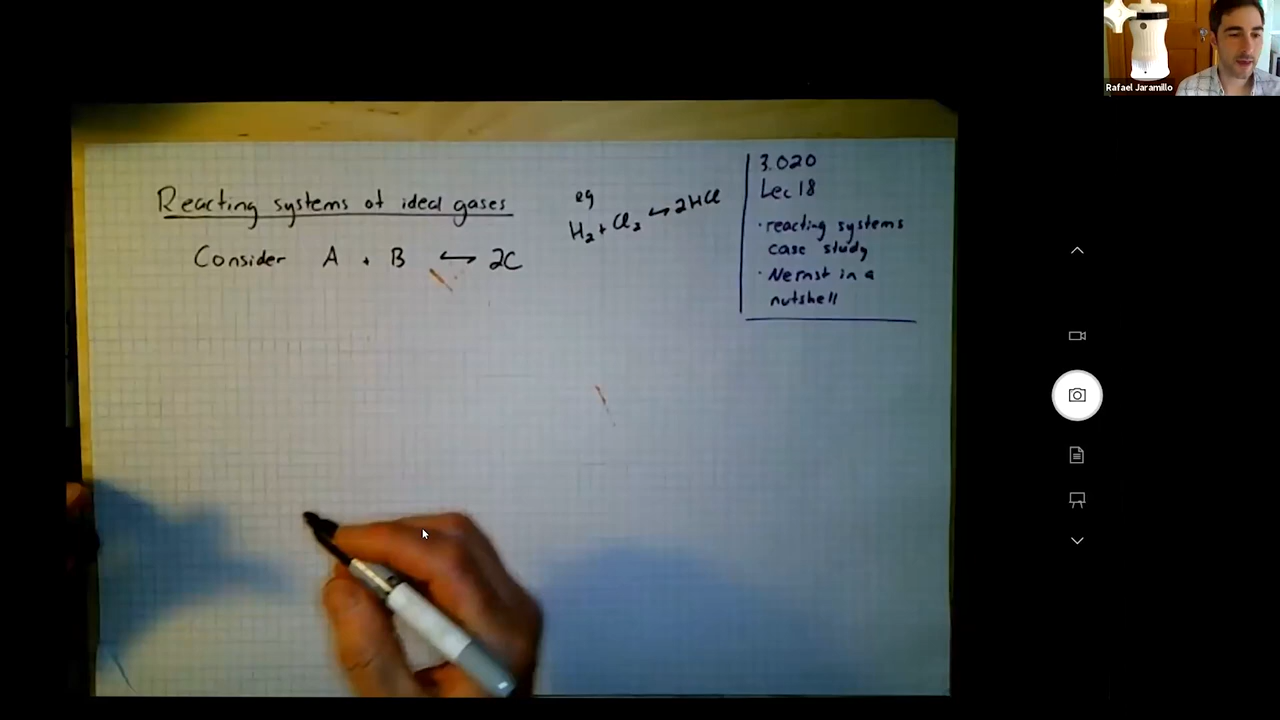 Rafael Jaramillo
3.020
Lec 18
· reacting systems
case study
· Nernst in a
nutshell
Reacting systems of ideal gases
eg
H₂ + Cl₂ ↔ 2HCl
Consider A + B ↔ 2C